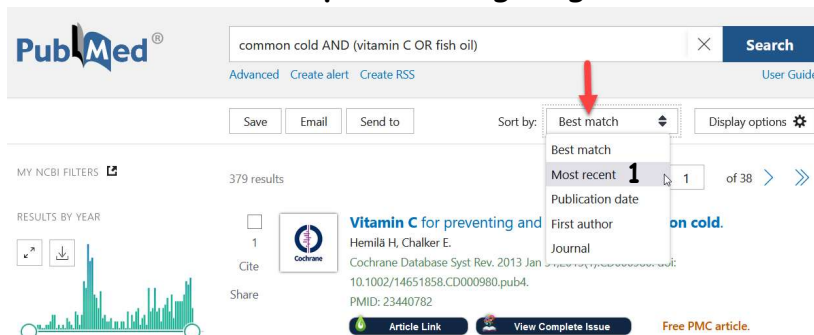 PubMed®
common cold AND (vitamin C OR fish oil)
Search
Advanced Create alert Create RSS
User Guide
Save Email Send to
Sort by: Best match
Display options
Best match
Most recent 1
Publication date
First author
Journal
MY NCBI FILTERS
379 results
1 of 38
RESULTS BY YEAR
1
Cite
Share
Cochrane
Vitamin C for preventing and on cold.
Hemilä H, Chalker E.
Cochrane Database Syst Rev. 2013 Jan doi:
10.1002/14651858.CD000980.pub4.
PMID: 23440782
Article Link View Complete Issue Free PMC article.